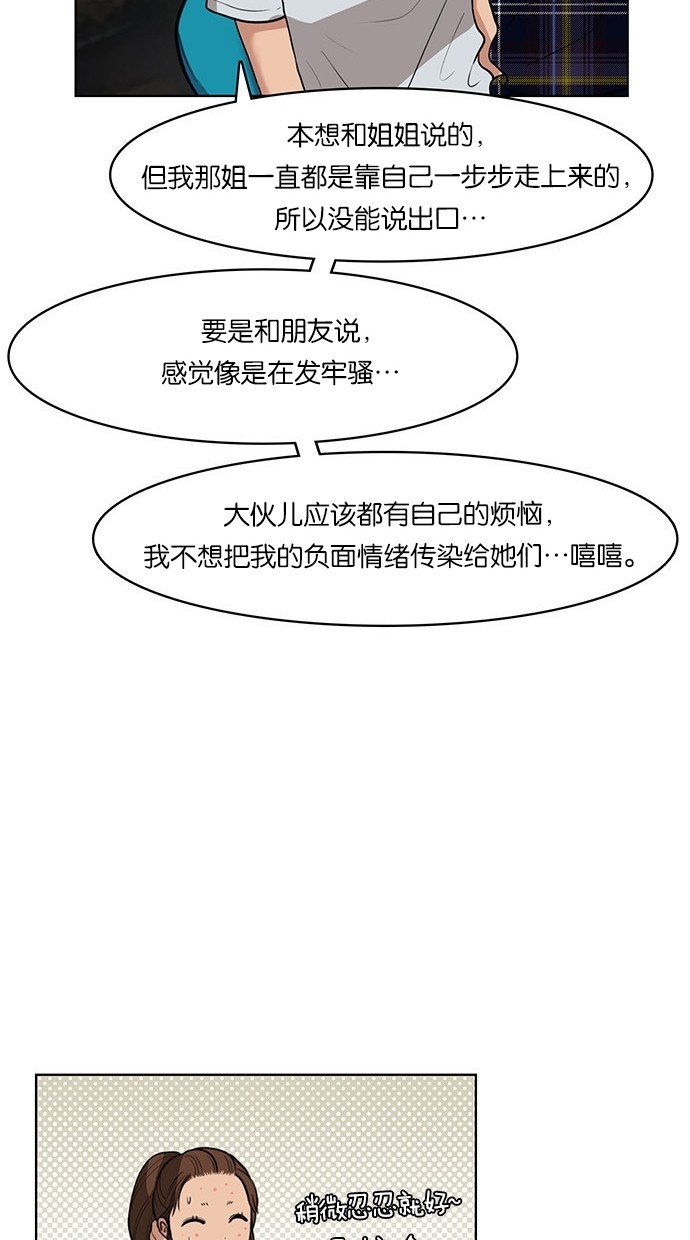 本想和姐姐说的，
但我那姐一直都是靠自己一步步走上来的，
所以没能说出口…
要是和朋友说，
感觉像是在发牢骚…
大伙儿应该都有自己的烦恼，
我不想把我的负面情绪传染给她们…嘻嘻。
稍微忍忍就好~